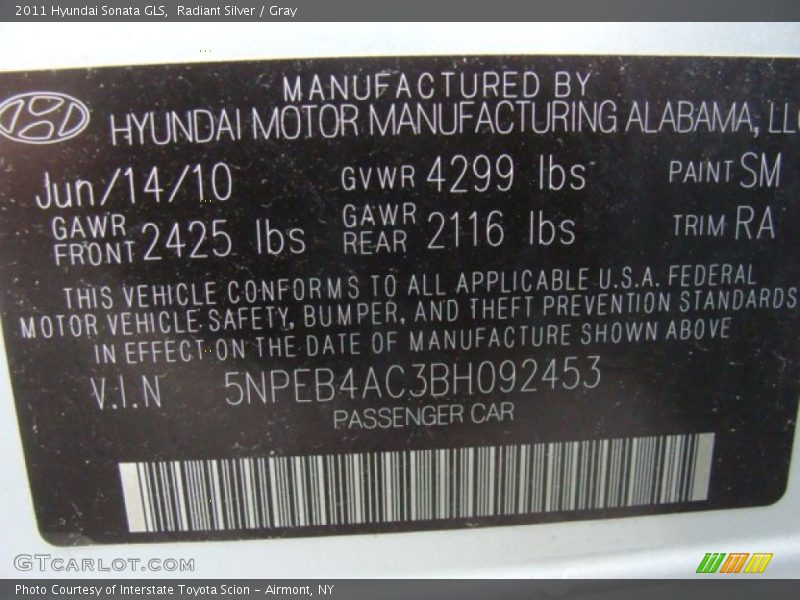 2011 Hyundai Sonata GLS, Radiant Silver / Gray
MANUFACTURED BY
HYUNDAI MOTOR MANUFACTURING ALABAMA, LLC
Jun/14/10 GVWR 4299 lbs PAINT SM
GAWR FRONT 2425 lbs GAWR REAR 2116 lbs TRIM RA
THIS VEHICLE CONFORMS TO ALL APPLICABLE U.S.A. FEDERAL
MOTOR VEHICLE SAFETY, BUMPER, AND THEFT PREVENTION STANDARDS
IN EFFECT ON THE DATE OF MANUFACTURE SHOWN ABOVE
V.I.N 5NPEB4AC3BH092453
PASSENGER CAR
GTCARLOT.COM
Photo Courtesy of Interstate Toyota Scion - Airmont, NY